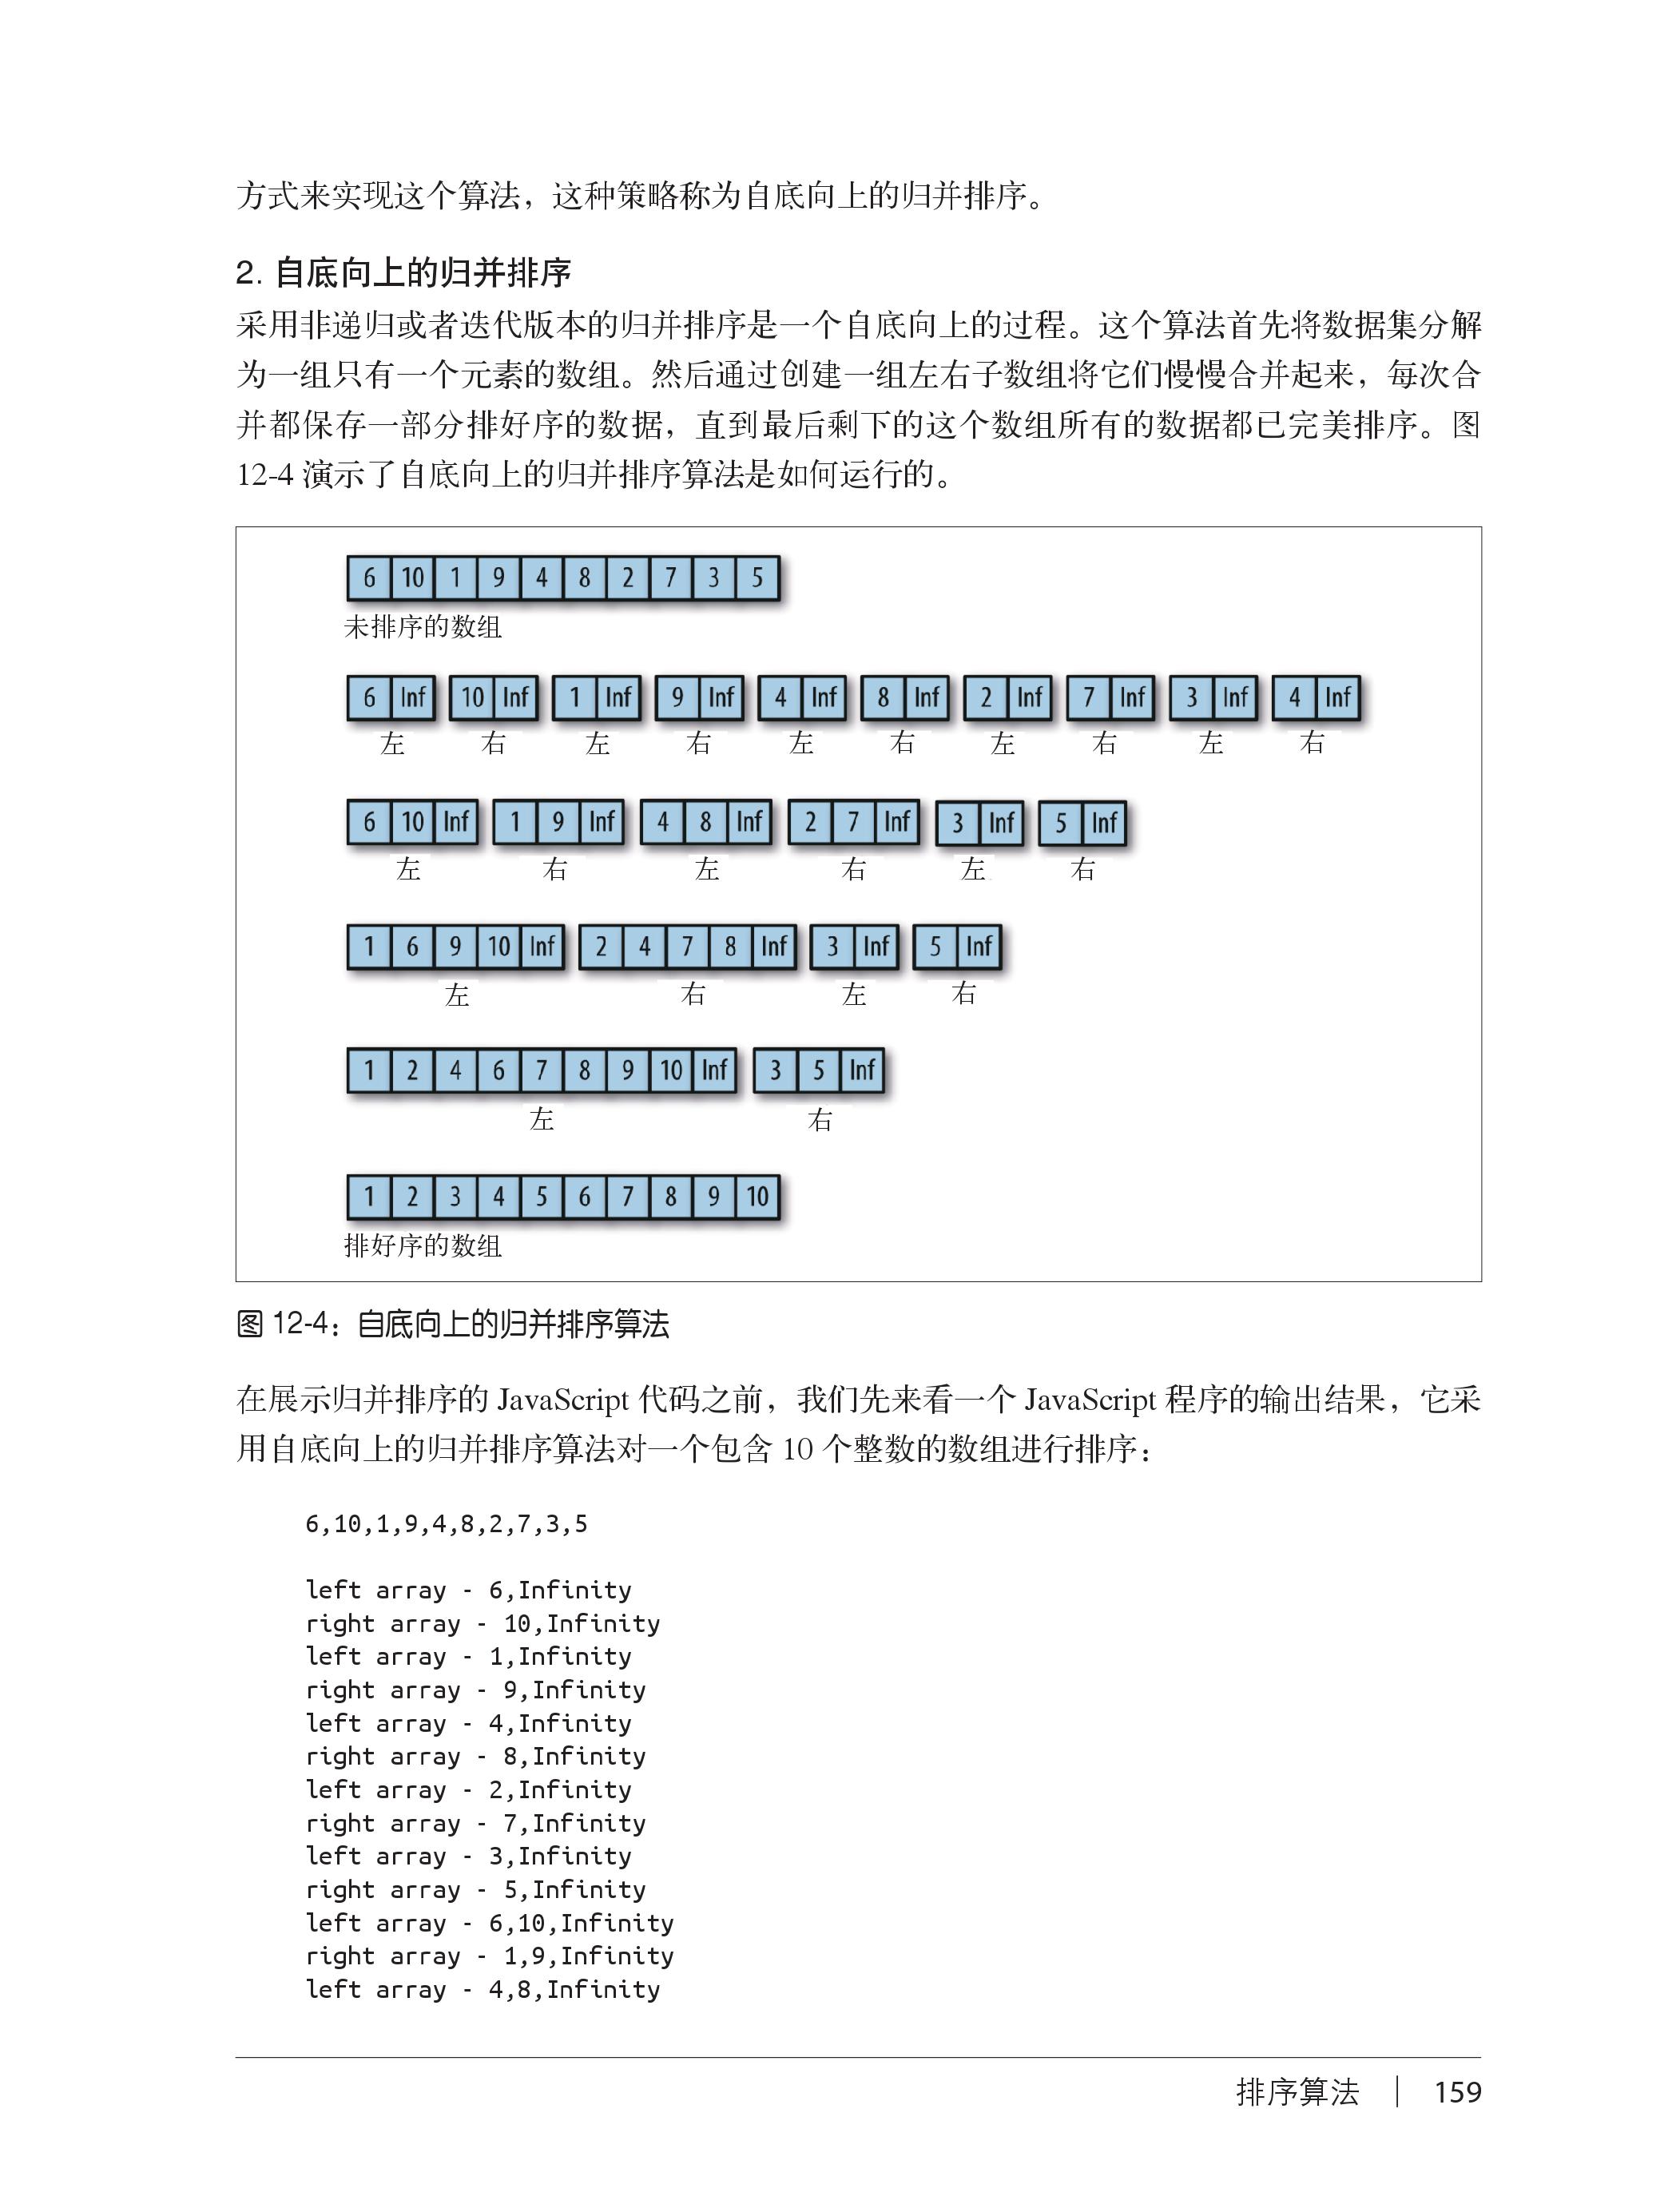 方式来实现这个算法，这种策略称为自底向上的归并排序。
2. 自底向上的归并排序
采用非递归或者迭代版本的归并排序是一个自底向上的过程。这个算法首先将数据集分解
为一组只有一个元素的数组。然后通过创建一组左右子数组将它们慢慢合并起来，每次合
并都保存一部分排好序的数据，直到最后剩下的这个数组所有的数据都已完美排序。图
12-4 演示了自底向上的归并排序算法是如何运行的。
6 10 1 9 4 8 2 7 3 5
未排序的数组
6 Inf 10 Inf 1 Inf 9 Inf 4 Inf 8 Inf 2 Inf 7 Inf 3 Inf 4 Inf
左 右 左 右 左 右 左 右 左 右
6 10 Inf 1 9 Inf 4 8 Inf 2 7 Inf 3 Inf 5 Inf
左 右 左 右 左 右
1 6 9 10 Inf 2 4 7 8 Inf 3 Inf 5 Inf
左 右 左 右
1 2 4 6 7 8 9 10 Inf 3 5 Inf
左 右
1 2 3 4 5 6 7 8 9 10
排好序的数组
图 12-4：自底向上的归并排序算法
在展示归并排序的 JavaScript 代码之前，我们先来看一个 JavaScript 程序的输出结果，它采
用自底向上的归并排序算法对一个包含 10 个整数的数组进行排序：
6,10,1,9,4,8,2,7,3,5
left array - 6,Infinity
right array - 10,Infinity
left array - 1,Infinity
right array - 9,Infinity
left array - 4,Infinity
right array - 8,Infinity
left array - 2,Infinity
right array - 7,Infinity
left array - 3,Infinity
right array - 5,Infinity
left array - 6,10,Infinity
right array - 1,9,Infinity
left array - 4,8,Infinity
排序算法 | 159